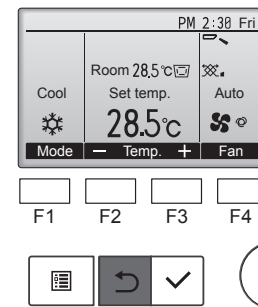 PM 2:30 Fri
Room 28.5℃
Cool Set temp. Auto
28.5℃
Mode − Temp. + Fan
F1 F2 F3 F4